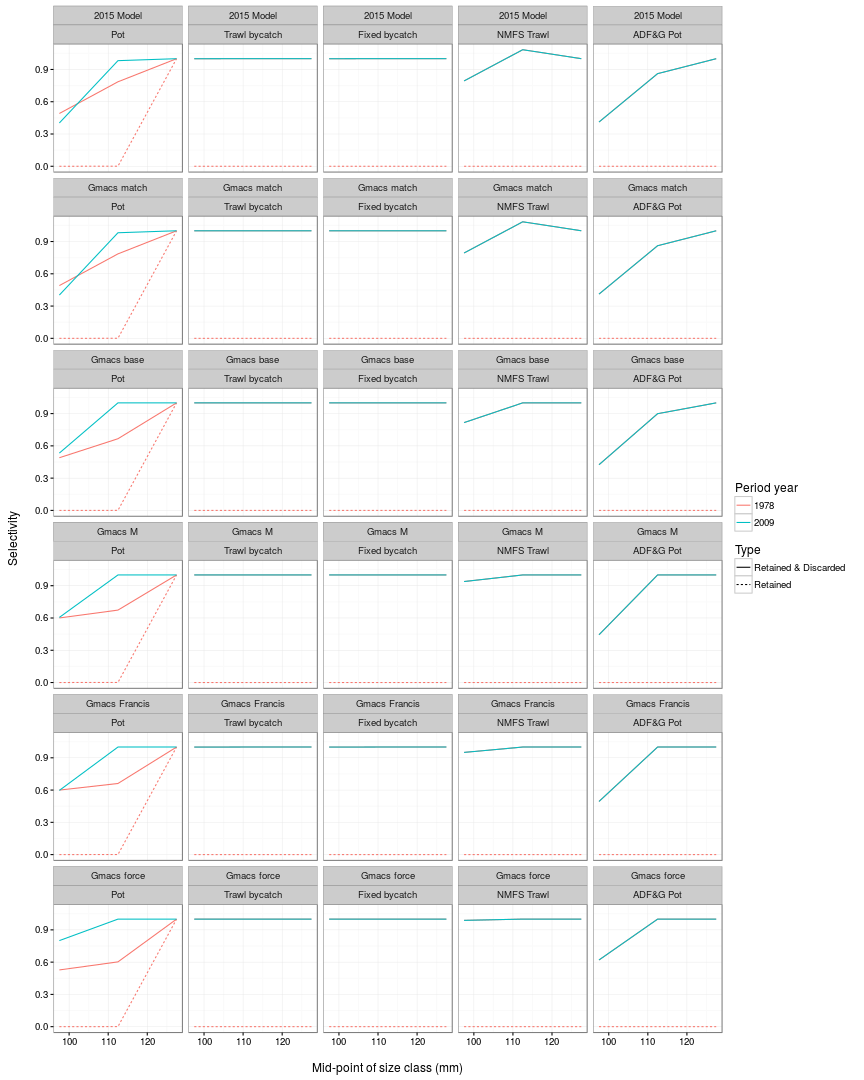 2015 Model 2015 Model 2015 Model 2015 Model 2015 Model
Pot Trawl bycatch Fixed bycatch NMFS Trawl ADF&G Pot
0.9
0.6
0.3
0.0
Gmacs match Gmacs match Gmacs match Gmacs match Gmacs match
Pot Trawl bycatch Fixed bycatch NMFS Trawl ADF&G Pot
0.9
0.6
0.3
0.0
Gmacs base Gmacs base Gmacs base Gmacs base Gmacs base
Pot Trawl bycatch Fixed bycatch NMFS Trawl ADF&G Pot
0.9
0.6
0.3
0.0
Gmacs M Gmacs M Gmacs M Gmacs M Gmacs M
Pot Trawl bycatch Fixed bycatch NMFS Trawl ADF&G Pot
0.9
0.6
0.3
0.0
Gmacs Francis Gmacs Francis Gmacs Francis Gmacs Francis Gmacs Francis
Pot Trawl bycatch Fixed bycatch NMFS Trawl ADF&G Pot
0.9
0.6
0.3
0.0
Gmacs force Gmacs force Gmacs force Gmacs force Gmacs force
Pot Trawl bycatch Fixed bycatch NMFS Trawl ADF&G Pot
0.9
0.6
0.3
0.0
100 110 120 100 110 120 100 110 120 100 110 120 100 110 120
Mid-point of size class (mm)
Selectivity
Period year
1978
2009
Type
Retained & Discarded
Retained